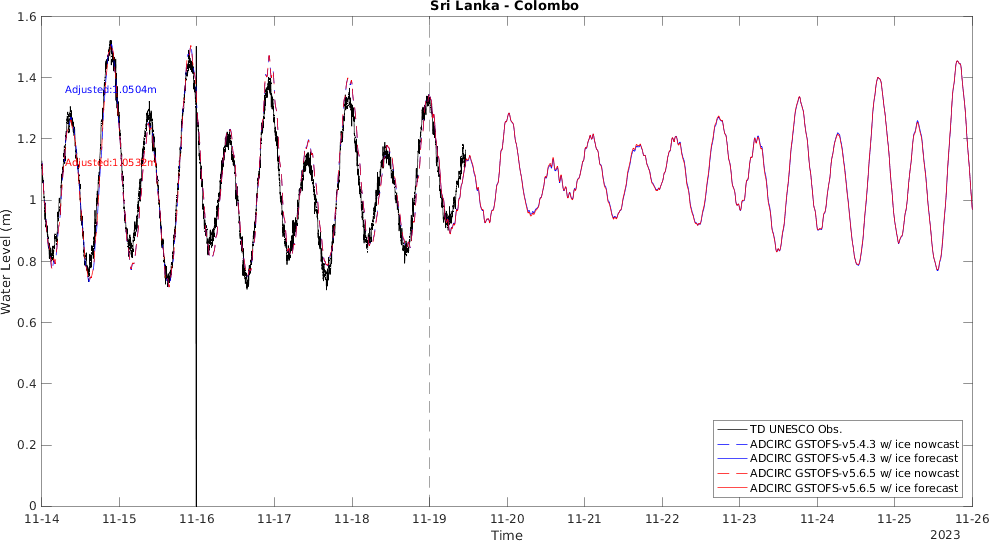 Sri Lanka - Colombo
1.6
1.4
1.2
1
0.8
0.6
0.4
0.2
0
Water Level (m)
Adjusted:1.0504m
Adjusted:1.0532m
TD UNESCO Obs.
ADCIRC GSTOFS-v5.4.3 w/ ice nowcast
ADCIRC GSTOFS-v5.4.3 w/ ice forecast
ADCIRC GSTOFS-v5.6.5 w/ ice nowcast
ADCIRC GSTOFS-v5.6.5 w/ ice forecast
11-14 11-15 11-16 11-17 11-18 11-19 11-20 11-21 11-22 11-23 11-24 11-25 11-26
Time
2023